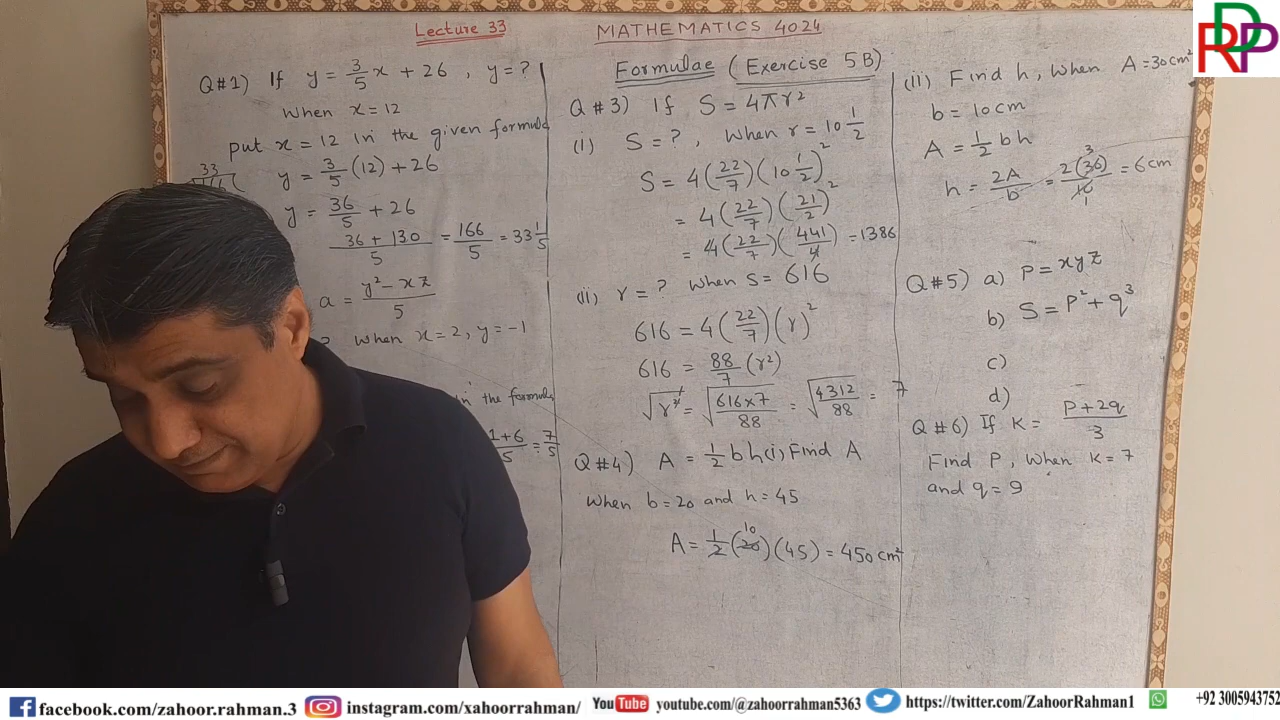 Lecture 33
MATHEMATICS 4024
RDP
Q#1) If y = 3/5 x + 26 , y = ?
When x = 12
put x = 12 in the given formula
33
y = 3/5 (12) + 26
y = 36/5 + 26
36 + 130 / 5 = 166/5 = 33 1/5
a = y² - xz / 5
? when x = 2, y = -1
in the formula
1+6/5 = 7/5
Formulae (Exercise 5B)
Q#3) If S = 4πr²
(i) S = ? , when r = 10 1/2
S = 4(22/7)(10 1/2)²
= 4(22/7)(21/2)²
= 4(22/7)(441/4) = 1386
(ii) r = ? when S = 616
616 = 4(22/7)(r)²
616 = 88/7 (r²)
√r² = √616×7/88 = √4312/88 = 7
Q#4) A = 1/2 bh (i) Find A
When b = 20 and h = 45
10
A = 1/2 (20)(45) = 450 cm²
(ii) Find h, When A = 30 cm²
b = 10 cm
A = 1/2 bh
3
h = 2A/b = 2(30)/10 = 6 cm
1
Q#5) a) P = xyz
b) S = P² + q³
c)
d)
Q#6) If K = P+2q / 3
Find P, When K = 7
and q = 9
facebook.com/zahoor.rahman.3 instagram.com/xahoorrahman/ YouTube youtube.com/@zahoorrahman5363 https://twitter.com/ZahoorRahman1 +92 3005943752